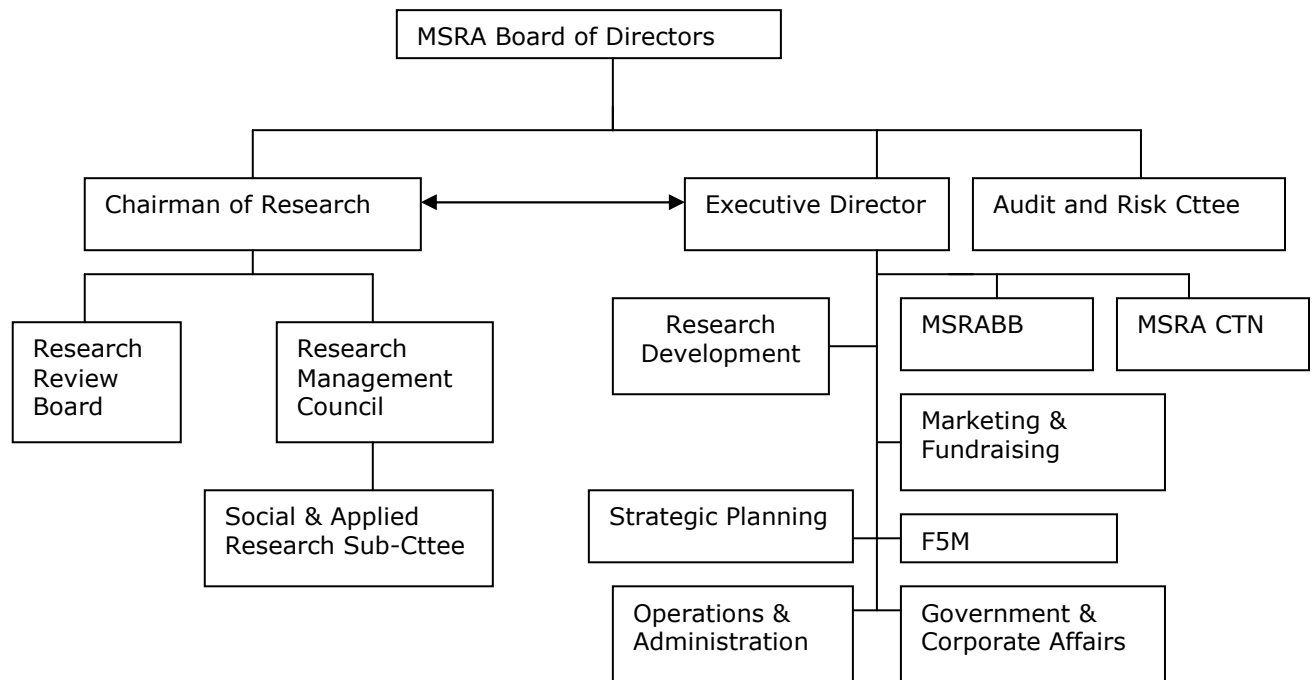 MSRA Board of Directors
Chairman of Research
Executive Director
Audit and Risk Cttee
Research
Review
Board
Research
Management
Council
Research
Development
MSRABB
MSRA CTN
Marketing &
Fundraising
Social & Applied
Research Sub-Cttee
Strategic Planning
F5M
Operations &
Administration
Government &
Corporate Affairs